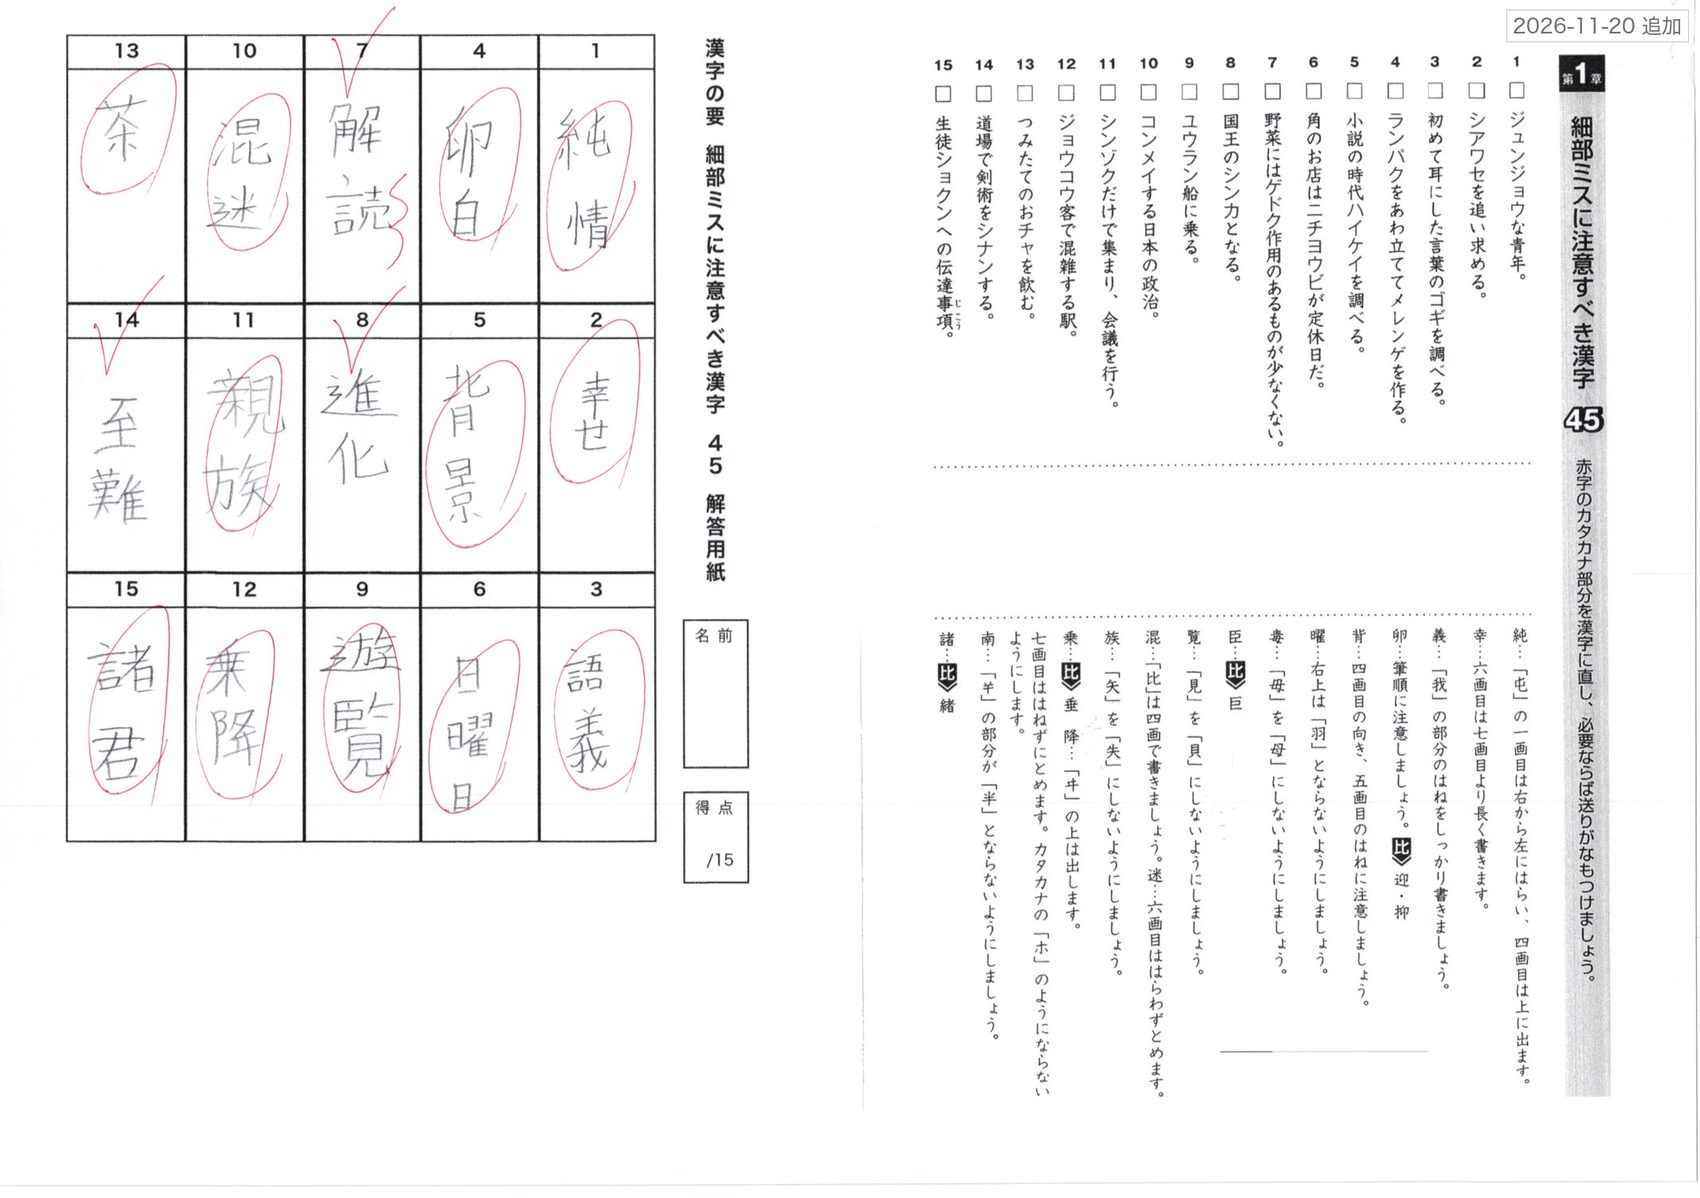 2026-11-20 追加
第1章 細部ミスに注意すべき漢字 45 赤字のカタカナ部分を漢字に直し、必要ならば送りがなもつけましょう。
1 □ ジュンジョウな青年。
2 □ シアワセを追い求める。
3 □ 初めて耳にした言葉のゴギを調べる。
4 □ ランパクをあわ立ててメレンゲを作る。
5 □ 小説の時代ハイケイを調べる。
6 □ 角のお店はニチヨウビが定休日だ。
7 □ 野菜にはゲドク作用のあるものが少なくない。
8 □ 国王のシンカとなる。
9 □ ユウラン船に乗る。
10 □ コンメイする日本の政治。
11 □ シンゾクだけで集まり、会議を行う。
12 □ ジョウコウ客で混雑する駅。
13 □ つみたてのおチャを飲む。
14 □ 道場で剣術をシナンする。
15 □ 生徒ショクンへの伝達事項。
じこう
純…「屯」の一画目は右から左にはらい、四画目は上に出ます。
幸…六画目は七画目より長く書きます。
義…「我」の部分のはねをしっかり書きましょう。
卵…筆順に注意しましょう。 比 迎・抑
背…四画目の向き、五画目のはねに注意しましょう。
曜…右上は「羽」とならないようにしましょう。
毒…「毋」を「母」にしないようにしましょう。
臣… 比 巨
覧…「見」を「貝」にしないようにしましょう。
混…「比」は四画で書きましょう。迷…六画目ははらわずとめます。
族…「矢」を「失」にしないようにしましょう。
乗… 比 垂 降…「㐄」の上は出します。
七画目ははねずにとめます。カタカナの「ホ」のようにならない
ようにします。
南…「𢆉」の部分が「半」とならないようにしましょう。
諸… 比 緒
漢字の要 細部ミスに注意すべき漢字 45 解答用紙
名前
得点
/15
1
純情
2
幸せ
3
語義
4
卵白
5
背景
6
日曜日
7
解読
8
進化
9
遊覧
10
混迷
11
親族
12
乗降
13
茶
14
至難
15
諸君